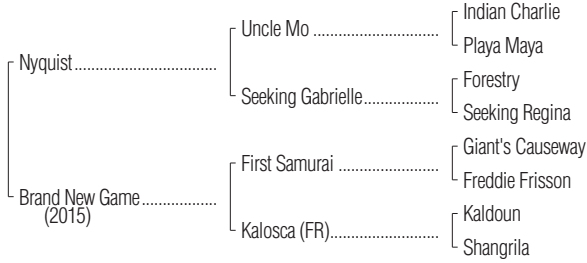 Indian Charlie
Uncle Mo
Playa Maya
Nyquist
Forestry
Seeking Gabrielle
Seeking Regina
Giant's Causeway
First Samurai
Freddie Frisson
Brand New Game
(2015)
Kaldoun
Kalosca (FR)
Shangrila